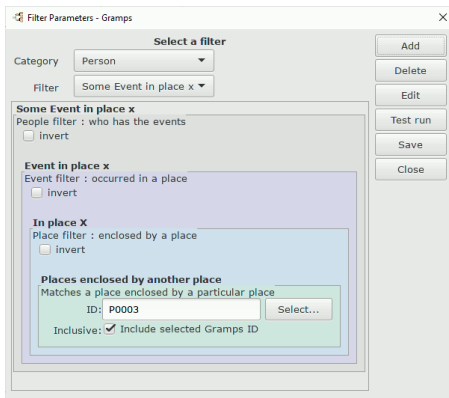 Filter Parameters - Gramps
Select a filter
Category Person
Filter Some Event in place x
Some Event in place x
People filter : who has the events
invert
Event in place x
Event filter : occurred in a place
invert
In place X
Place filter : enclosed by a place
invert
Places enclosed by another place
Matches a place enclosed by a particular place
ID: P0003 Select...
Inclusive: Include selected Gramps ID
Add
Delete
Edit
Test run
Save
Close